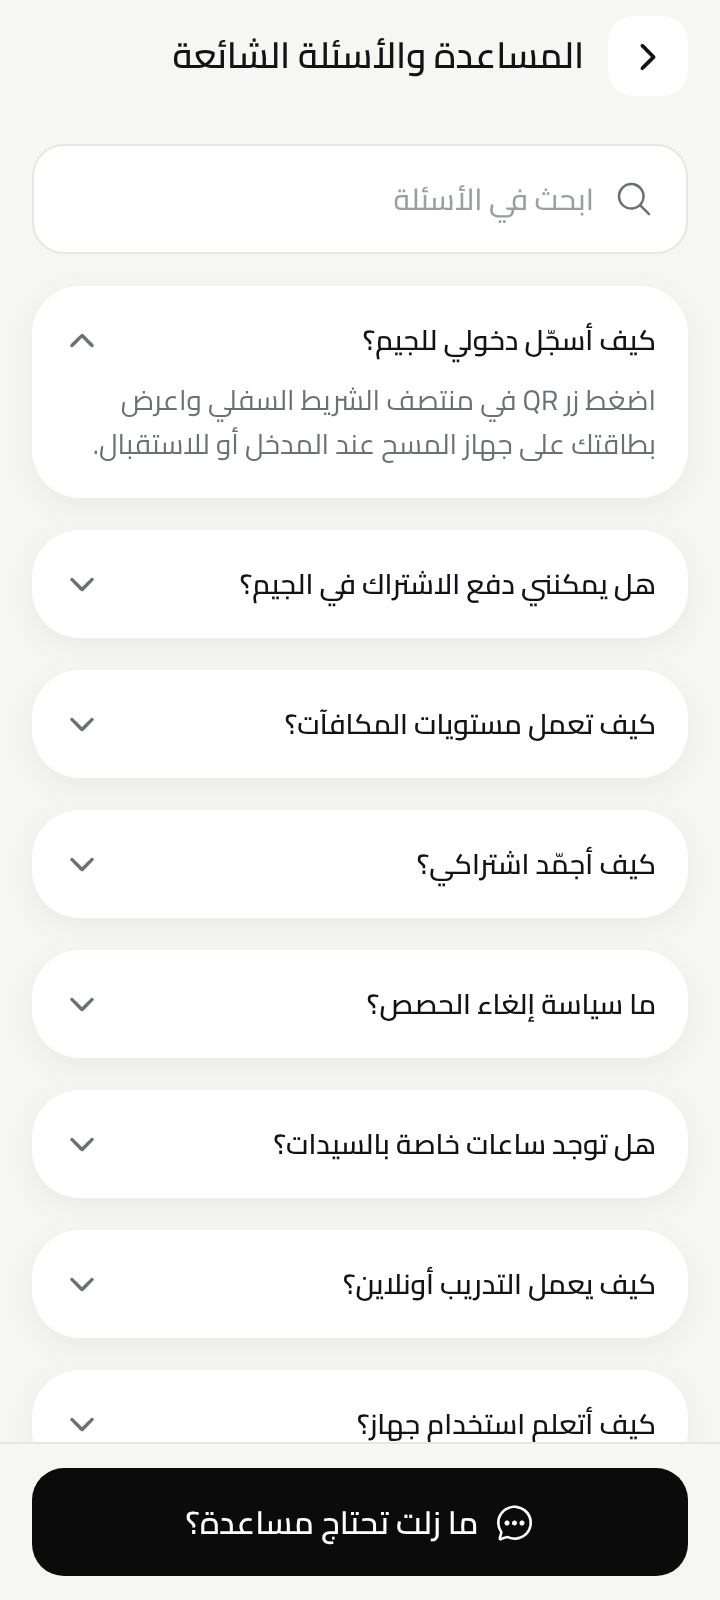 المساعدة والأسئلة الشائعة
ابحث في الأسئلة
كيف أسجّل دخولي للجيم؟
اضغط زر QR في منتصف الشريط السفلي واعرض
بطاقتك على جهاز المسح عند المدخل أو للاستقبال.
هل يمكنني دفع الاشتراك في الجيم؟
كيف تعمل مستويات المكافآت؟
كيف أجمّد اشتراكي؟
ما سياسة إلغاء الحصص؟
هل توجد ساعات خاصة بالسيدات؟
كيف يعمل التدريب أونلاين؟
كيف أتعلم استخدام جهاز؟
ما زلت تحتاج مساعدة؟